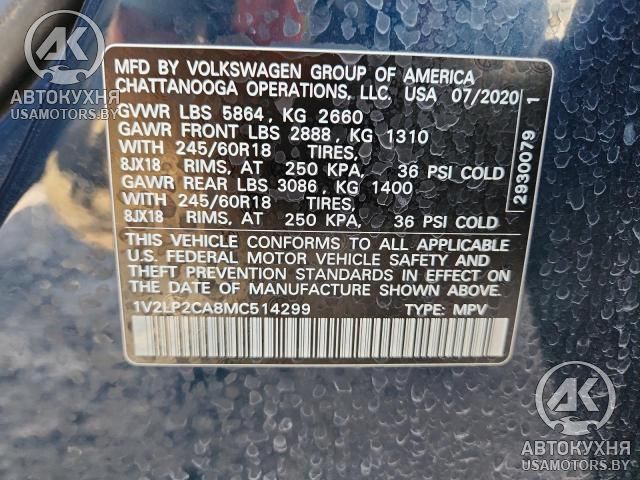 MFD BY VOLKSWAGEN GROUP OF AMERICA
CHATTANOOGA OPERATIONS, LLC. USA 07/2020
GVWR LBS 5864, KG 2660
GAWR FRONT LBS 2888, KG 1310
WITH 245/60R18 TIRES,
8JX18 RIMS, AT 250 KPA, 36 PSI COLD
GAWR REAR LBS 3086, KG 1400
WITH 245/60R18 TIRES,
8JX18 RIMS, AT 250 KPA, 36 PSI COLD
THIS VEHICLE CONFORMS TO ALL APPLICABLE
U.S. FEDERAL MOTOR VEHICLE SAFETY AND
THEFT PREVENTION STANDARDS IN EFFECT ON
THE DATE OF MANUFACTURE SHOWN ABOVE.
1V2LP2CA8MC514299 TYPE: MPV
2930079 1
АК
АВТОКУХНЯ
USAMOTORS.BY
АК
АВТОКУХНЯ
USAMOTORS.BY